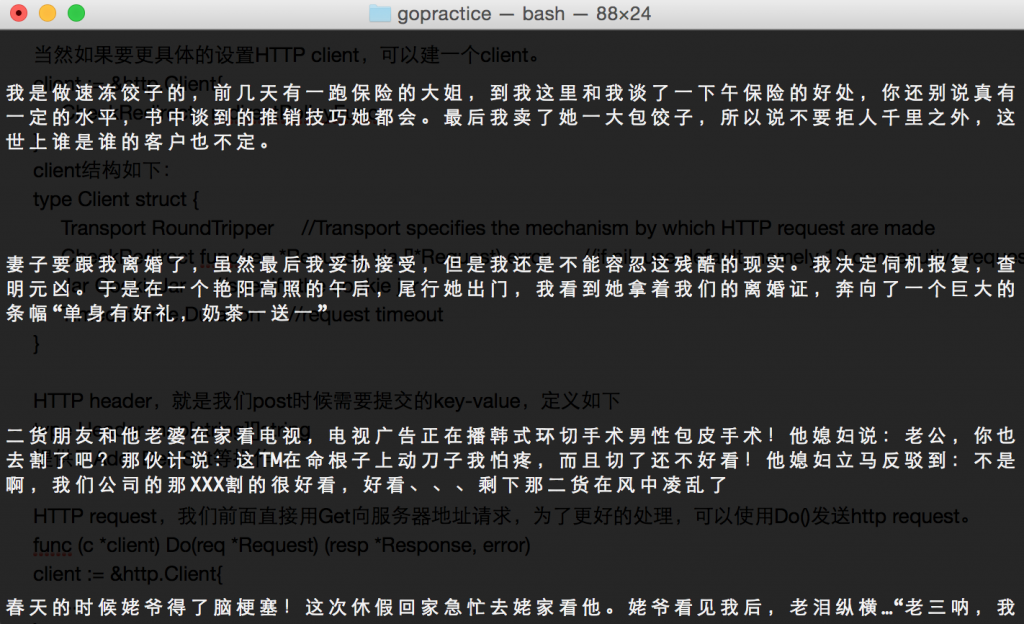 gopractice — bash — 88×24
当然如果要更具体的设置HTTP client，可以建一个client。
client := &http.Client{
我是做速冻饺子的，前几天有一跑保险的大姐，到我这里和我谈了一下午保险的好处，你还别说真有
一定的水平，书中谈到的推销技巧她都会。最后我卖了她一大包饺子，所以说不要拒人千里之外，这
世上谁是谁的客户也不定。
client结构如下：
type Client struct {
Transport RoundTripper //Transport specifies the mechanism by which HTTP request are made
妻子要跟我离婚了，虽然最后我妥协接受，但是我还是不能容忍这残酷的现实。我决定伺机报复，查
明元凶。于是在一个艳阳高照的午后，尾行她出门，我看到她拿着我们的离婚证，奔向了一个巨大的
条幅“单身有好礼，奶茶一送一”
//request timeout
}
HTTP header，就是我们post时候需要提交的key-value，定义如下
二货朋友和他老婆在家看电视，电视广告正在播韩式环切手术男性包皮手术！他媳妇说：老公，你也
去割了吧？那伙计说：这TM在命根子上动刀子我怕疼，而且切了还不好看！他媳妇立马反驳到：不是
啊，我们公司的那XXX割的很好看，好看、、、剩下那二货在风中凌乱了
HTTP request，我们前面直接用Get向服务器地址请求，为了更好的处理，可以使用Do()发送http request。
func (c *client) Do(req *Request) (resp *Response, error)
client := &http.Client{
春天的时候姥爷得了脑梗塞！这次休假回家急忙去姥家看他。姥爷看见我后，老泪纵横…“老三呐，我